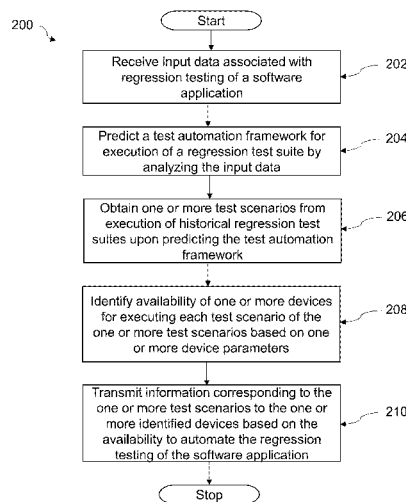 Start
200
Receive input data associated with
regression testing of a software
application
202
Predict a test automation framework for
execution of a regression test suite by
analyzing the input data
204
Obtain one or more test scenarios from
execution of historical regression test
suites upon predicting the test automation
framework
206
Identify availability of one or more devices
for executing each test scenario of the
one or more test scenarios based on one
or more device parameters
208
Transmit information corresponding to the
one or more test scenarios to the one or
more identified devices based on the
availability to automate the regression
testing of the software application
210
Stop